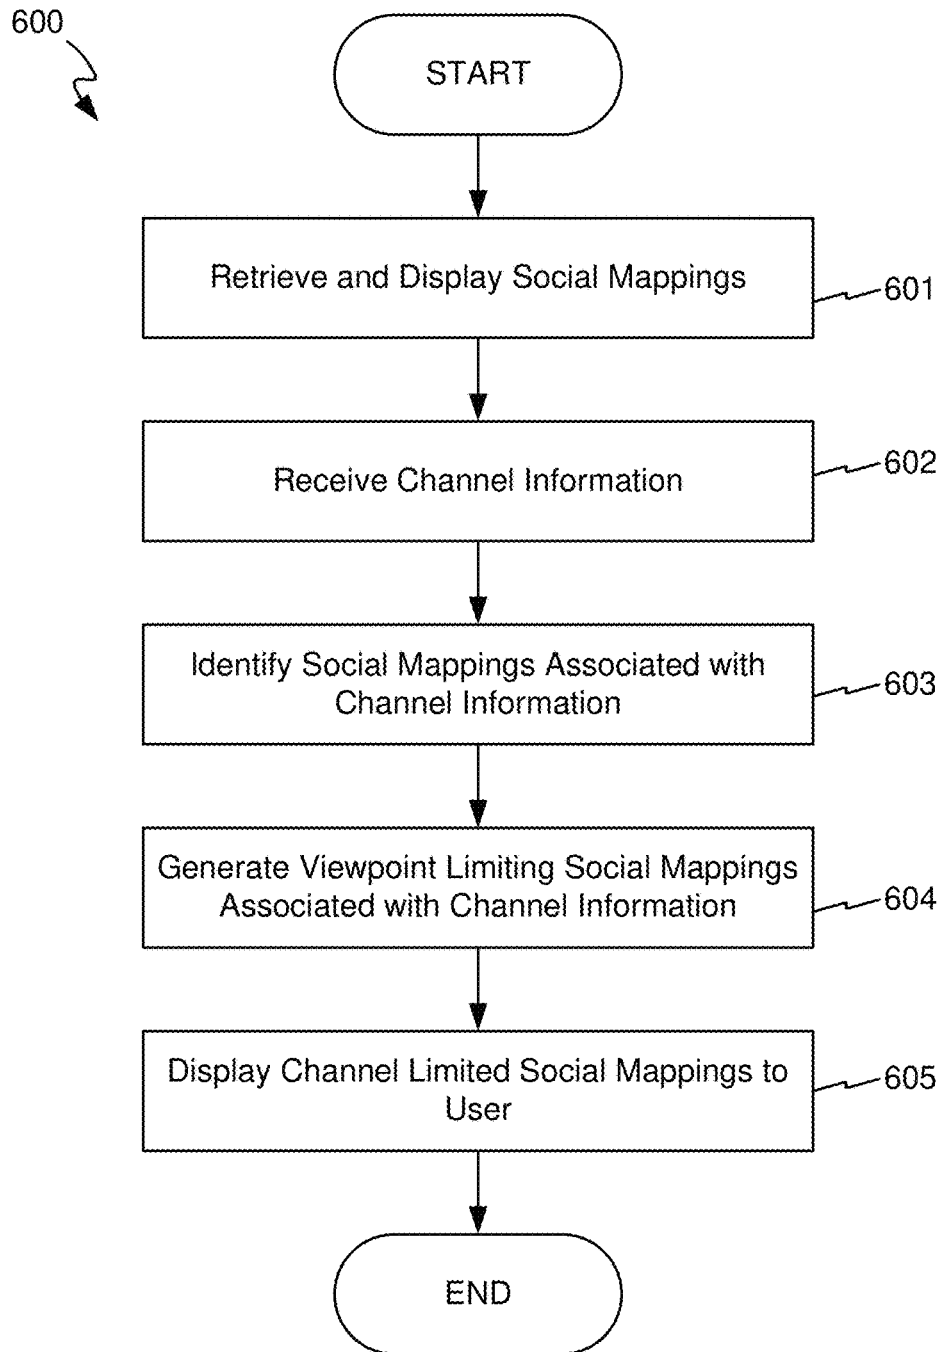 600
START
Retrieve and Display Social Mappings
601
Receive Channel Information
602
Identify Social Mappings Associated with
Channel Information
603
Generate Viewpoint Limiting Social Mappings
Associated with Channel Information
604
Display Channel Limited Social Mappings to
User
605
END